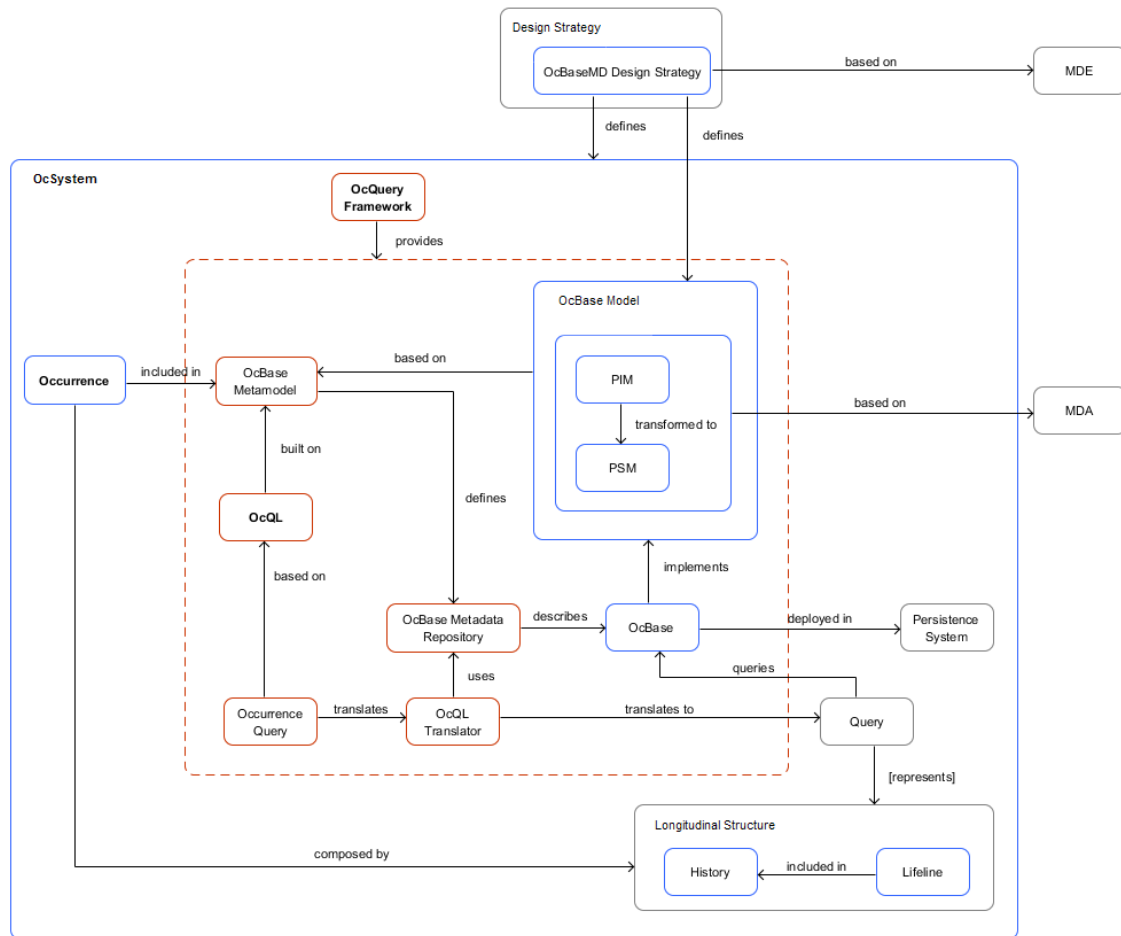 Design Strategy
OcBaseMD Design Strategy
based on
MDE
defines
defines
OcSystem
OcQuery
Framework
provides
OcBase Model
Occurrence
included in
OcBase
Metamodel
based on
PIM
transformed to
PSM
based on
MDA
built on
OcQL
defines
based on
implements
OcBase Metadata
Repository
describes
OcBase
deployed in
Persistence
System
uses
queries
Occurrence
Query
translates
OcQL
Translator
translates to
Query
[represents]
Longitudinal Structure
composed by
History
included in
Lifeline